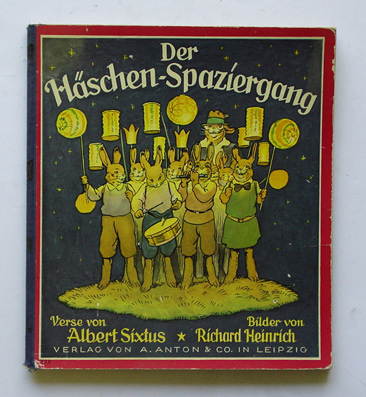 Der
Häschen-Spaziergang
Verse von
Albert Sixtus
★
Bilder von
Richard Heinrich
VERLAG VON A. ANTON & CO. IN LEIPZIG